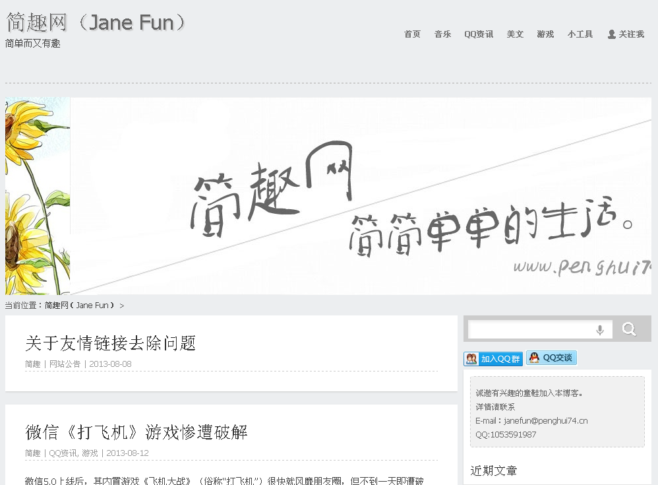 简趣网（Jane Fun）
简单而又有趣
首页 音乐 QQ资讯 美文 游戏 小工具 关注我
简趣网
简简单单的生活。
www.penghui74
当前位置：简趣网（Jane Fun） >
关于友情链接去除问题
简趣 | 网站公告 | 2013-08-08
加入QQ群 QQ交谈
诚邀有兴趣的童鞋加入本博客。
详情请联系
E-mail：janefun@penghui74.cn
QQ:1053591987
微信《打飞机》游戏惨遭破解
简趣 | QQ资讯, 游戏 | 2013-08-12
近期文章
微信5.0上线后，其内置游戏《飞机大战》（俗称“打飞机”）很快就风靡朋友圈，但不到一天即遭破